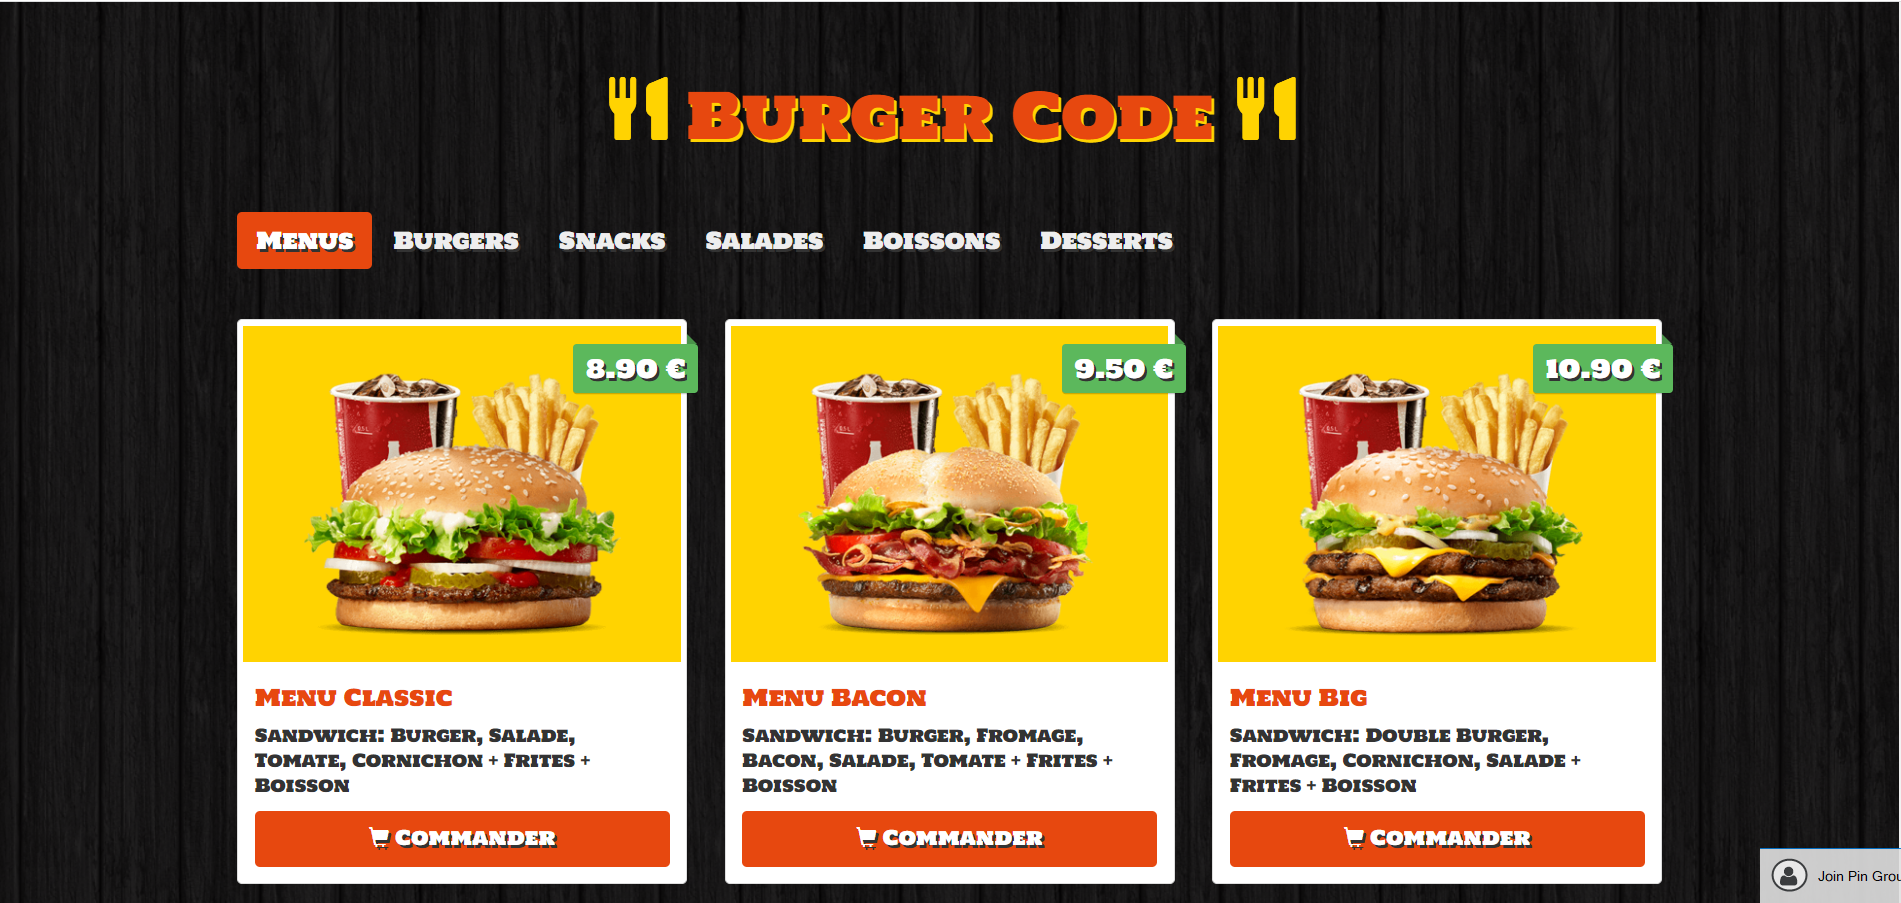 Burger Code
Menus Burgers Snacks Salades Boissons Desserts
8.90 €
9.50 €
10.90 €
Menu Classic
Sandwich: Burger, Salade,
Tomate, Cornichon + Frites +
Boisson
Commander
Menu Bacon
Sandwich: Burger, Fromage,
Bacon, Salade, Tomate + Frites +
Boisson
Commander
Menu Big
Sandwich: Double Burger,
Fromage, Cornichon, Salade +
Frites + Boisson
Commander
Join Pin Grou